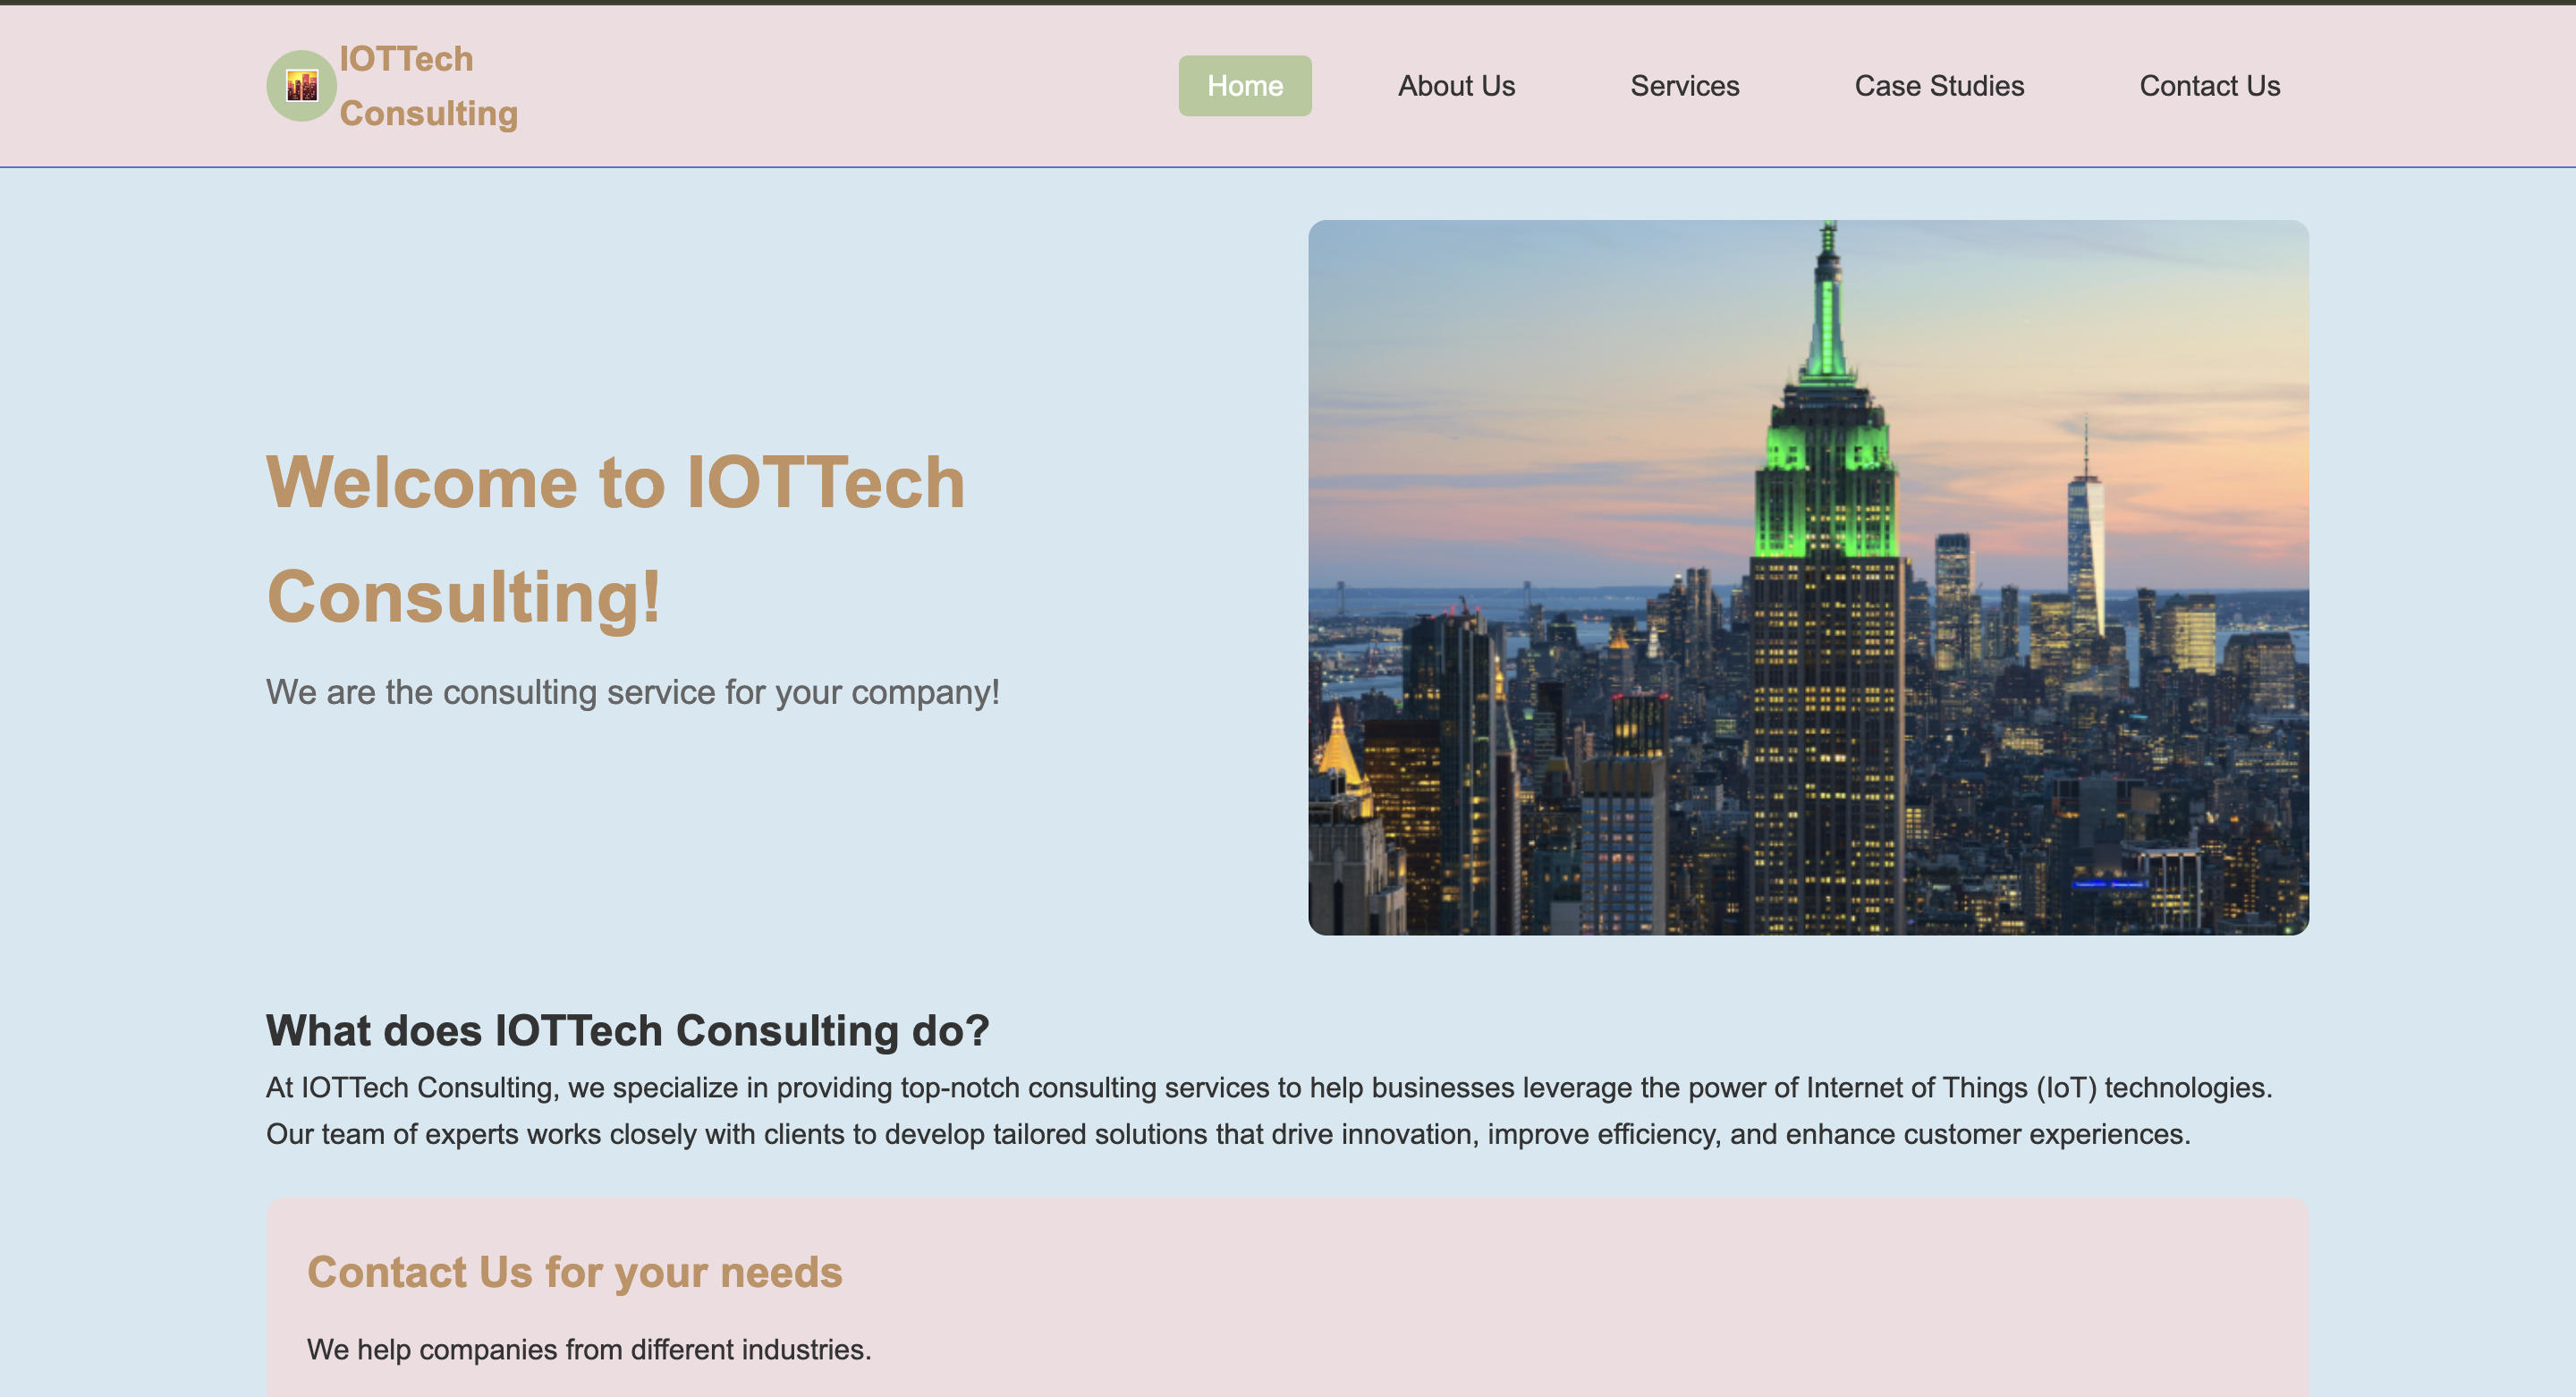 IOTTech
Consulting
Home
About Us
Services
Case Studies
Contact Us
Welcome to IOTTech
Consulting!
We are the consulting service for your company!
What does IOTTech Consulting do?
At IOTTech Consulting, we specialize in providing top-notch consulting services to help businesses leverage the power of Internet of Things (IoT) technologies.
Our team of experts works closely with clients to develop tailored solutions that drive innovation, improve efficiency, and enhance customer experiences.
Contact Us for your needs
We help companies from different industries.